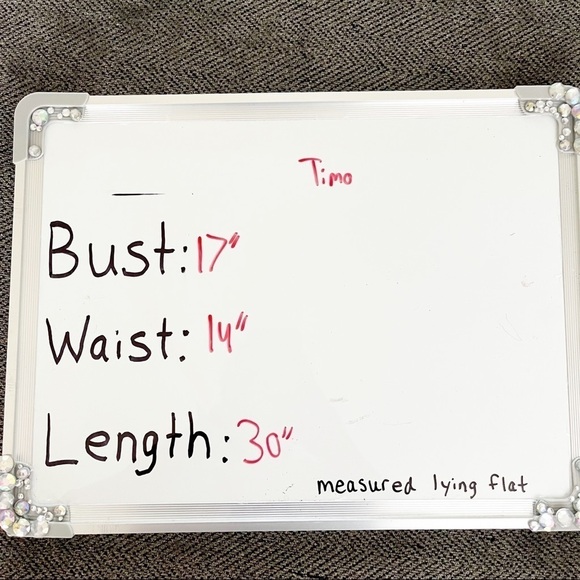 Timo
Bust: 17"
Waist: 14"
Length: 30"
measured lying flat